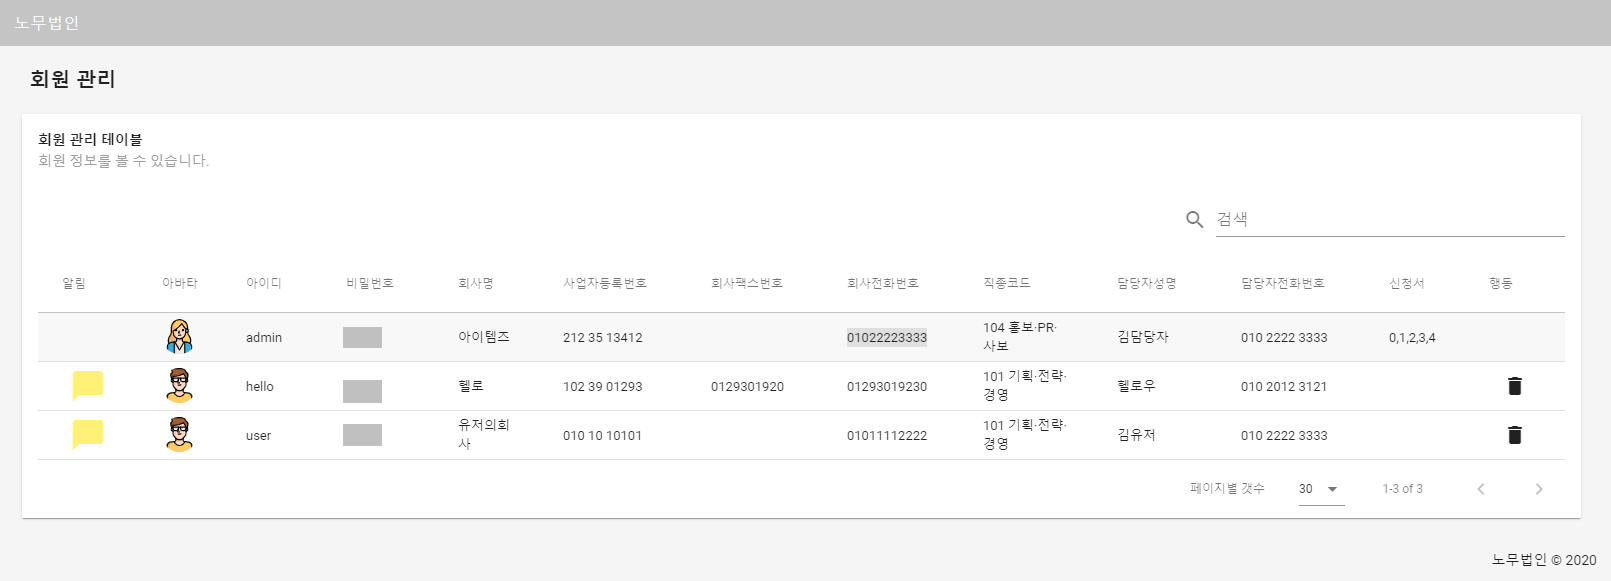 노무법인
회원 관리
회원 관리 테이블
회원 정보를 볼 수 있습니다.
검색
알림 아바타 아이디 비밀번호 회사명 사업자등록번호 회사팩스번호 회사전화번호 직종코드 담당자성명 담당자전화번호 신청서 행동
admin 아이템즈 212 35 13412 01022223333 104 홍보·PR· 김담당자 010 2222 3333 0,1,2,3,4
사보
hello 헬로 102 39 01293 0129301920 01293019230 101 기획·전략· 헬로우 010 2012 3121
경영
user 유저의회 010 10 10101 01011112222 101 기획·전략· 김유저 010 2222 3333
사 경영
페이지별 갯수 30 1-3 of 3
노무법인 © 2020